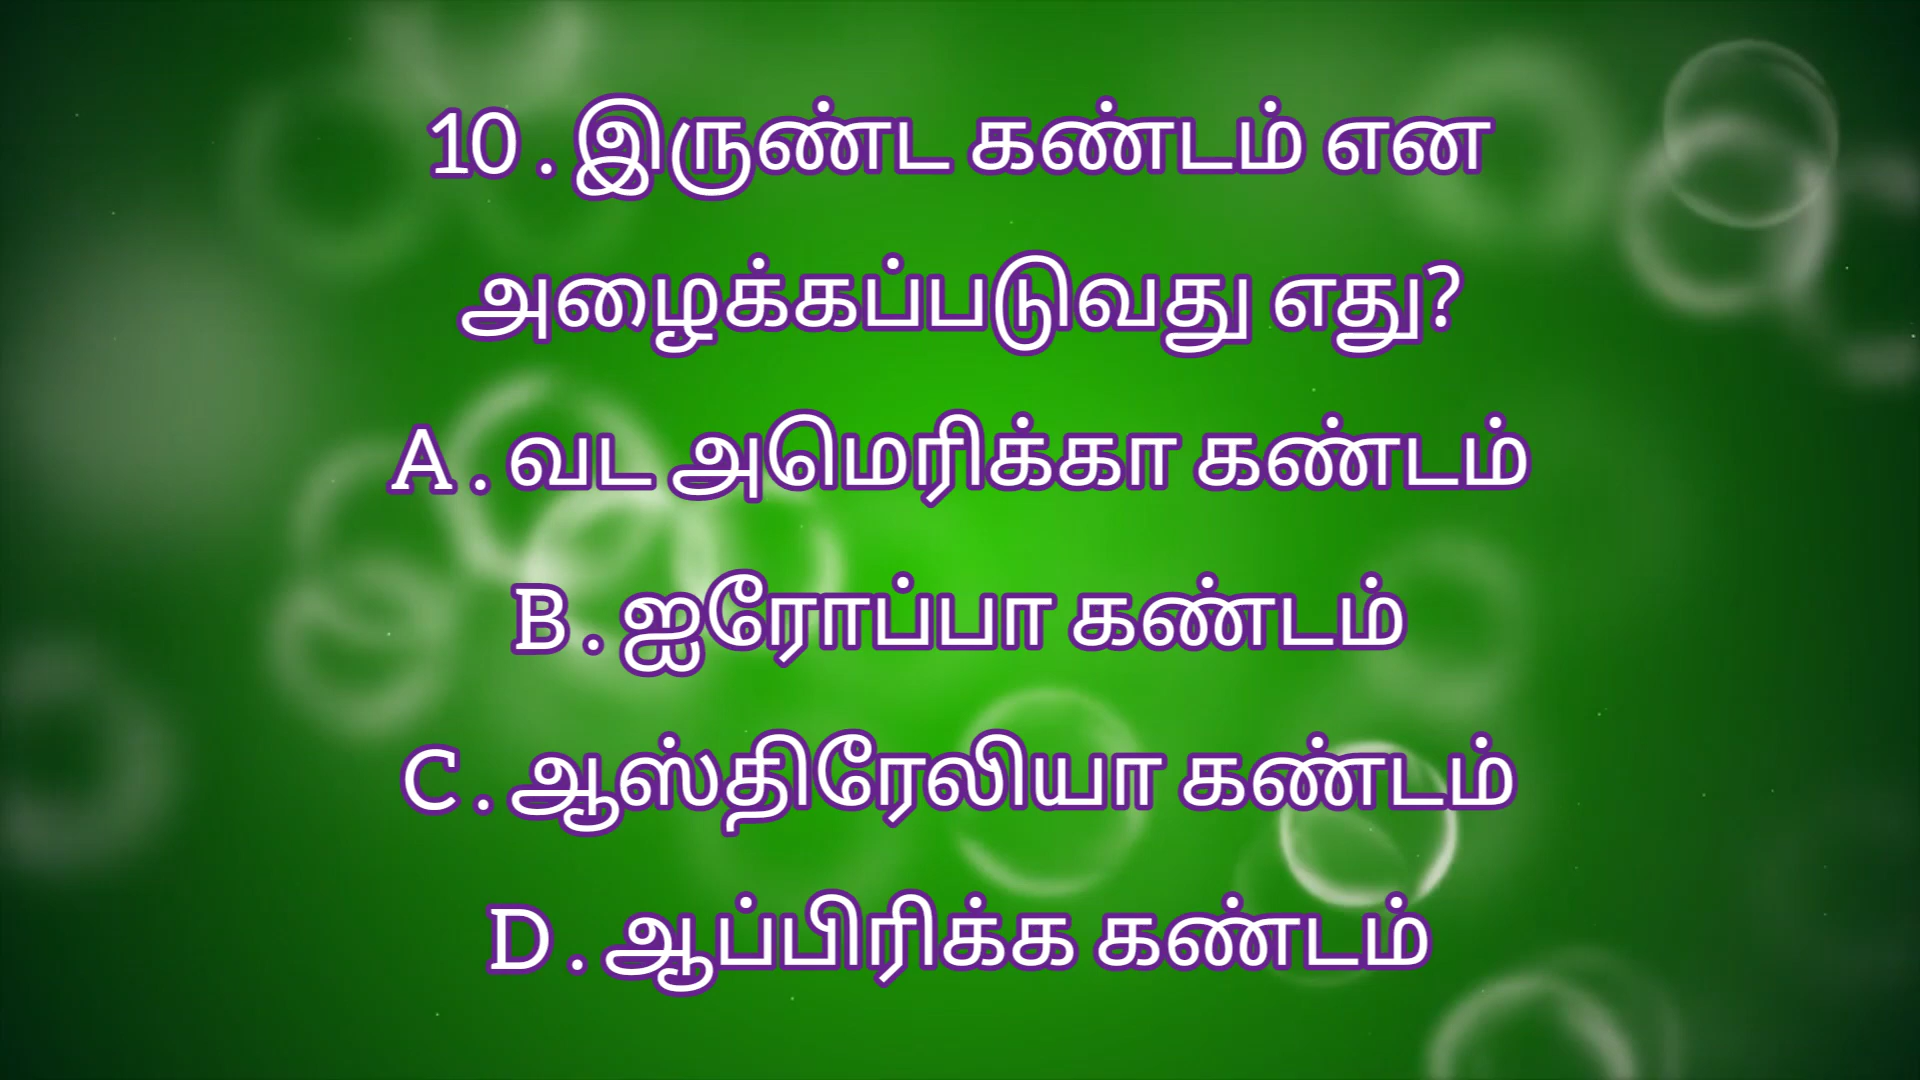 10 . இருண்ட கண்டம் என
அழைக்கப்படுவது எது?
A . வட அமெரிக்கா கண்டம்
B . ஐரோப்பா கண்டம்
C . ஆஸ்திரேலியா கண்டம்
D . ஆப்பிரிக்க கண்டம்